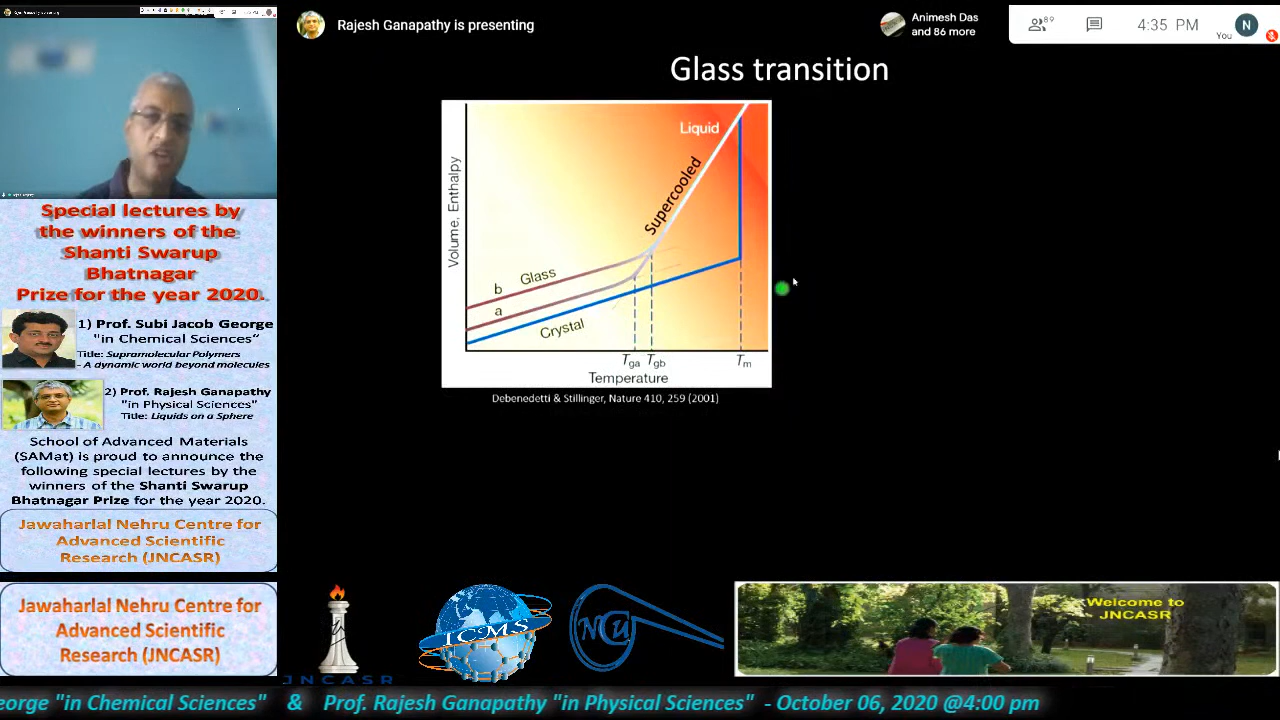 Special lectures by
the winners of the
Shanti Swarup
Bhatnagar
Prize for the year 2020.
1) Prof. Subi Jacob George
"in Chemical Sciences“
Title: Supramolecular Polymers
- A dynamic world beyond molecules
2) Prof. Rajesh Ganapathy
"in Physical Sciences"
Title: Liquids on a Sphere
School of Advanced Materials
(SAMat) is proud to announce the
following special lectures by the
winners of the Shanti Swarup
Bhatnagar Prize for the year 2020.
Jawaharlal Nehru Centre for
Advanced Scientific
Research (JNCASR)
Jawaharlal Nehru Centre for
Advanced Scientific
Research (JNCASR)
Rajesh Ganapathy is presenting
Animesh Das
and 86 more
89
4:35 PM
You
N
Glass transition
Liquid
Supercooled
Volume, Enthalpy
b
Glass
a
Crystal
Tga Tgb Tm
Temperature
Debenedetti & Stillinger, Nature 410, 259 (2001)
JNCASR
ICMS
NCU
Welcome to
JNCASR
eorge "in Chemical Sciences" & Prof. Rajesh Ganapathy "in Physical Sciences" - October 06, 2020 @4:00 pm